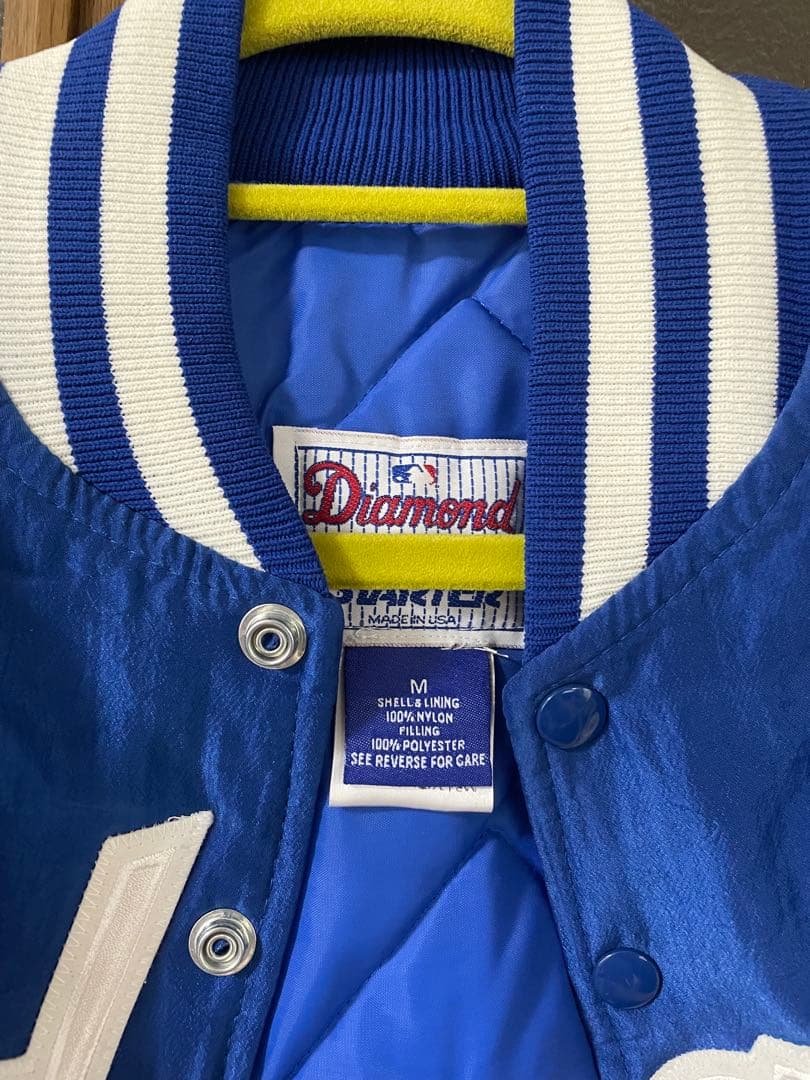 Diamond
STARTER
MADE IN USA
M
SHELL & LINING
100% NYLON
FILLING
100% POLYESTER
SEE REVERSE FOR CARE